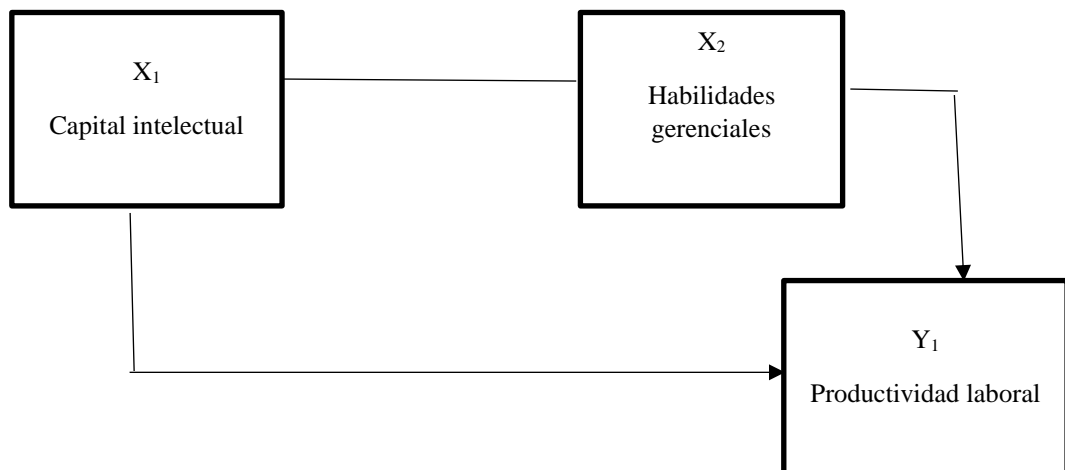 X₁
Capital intelectual
X₂
Habilidades
gerenciales
Y₁
Productividad laboral